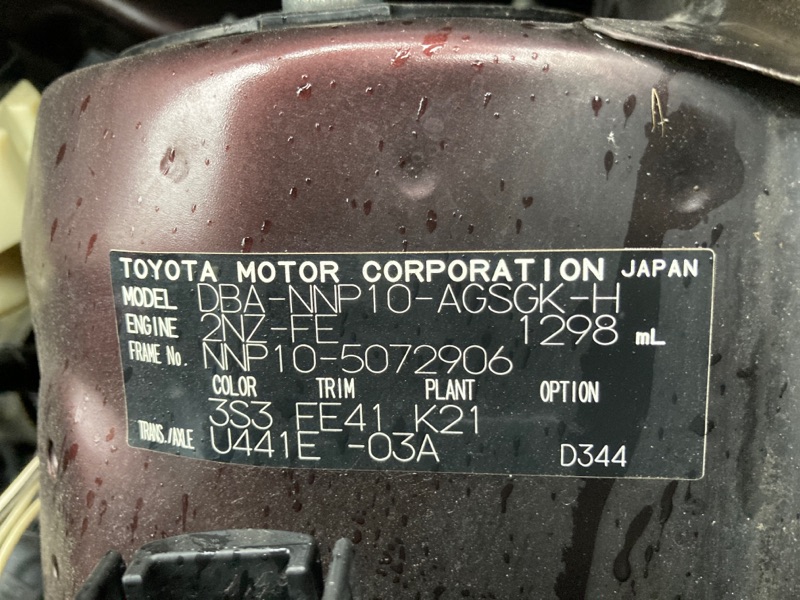 TOYOTA MOTOR CORPORATION JAPAN
MODEL DBA-NNP10-AGSGK-H
ENGINE 2NZ-FE 1298 mL
FRAME No. NNP10-5072906
COLOR TRIM PLANT OPTION
3S3 FE41 K21
TRANS./AXLE U441E -03A D344